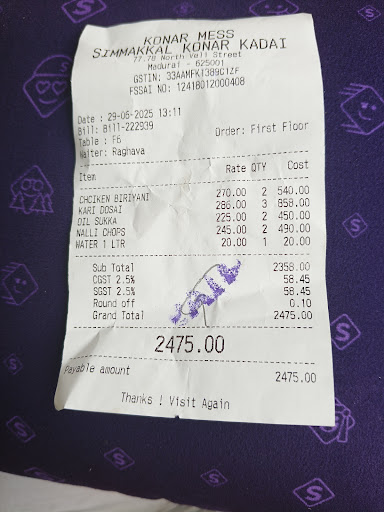 KONAR MESS
SIMMAKKAL KONAR KADAI
77.78 North Veli Street
Madurai - 625001
GSTIN: 33AAMFK1389C1ZF
FSSAI NO: 12418012000408
Date : 29-06-2025 13:11
Bill: Bill-222939
Table : F6 Order: First Floor
Waiter: Raghava
Item Rate QTY Cost
CHCIKEN BIRIYANI 270.00 2 540.00
KARI DOSAI 286.00 3 858.00
OIL SUKKA 225.00 2 450.00
NALLI CHOPS 245.00 2 490.00
WATER 1 LTR 20.00 1 20.00
Sub Total 2358.00
CGST 2.5% 58.45
SGST 2.5% 58.45
Round off 0.10
Grand Total 2475.00
2475.00
Payable amount 2475.00
Thanks ! Visit Again